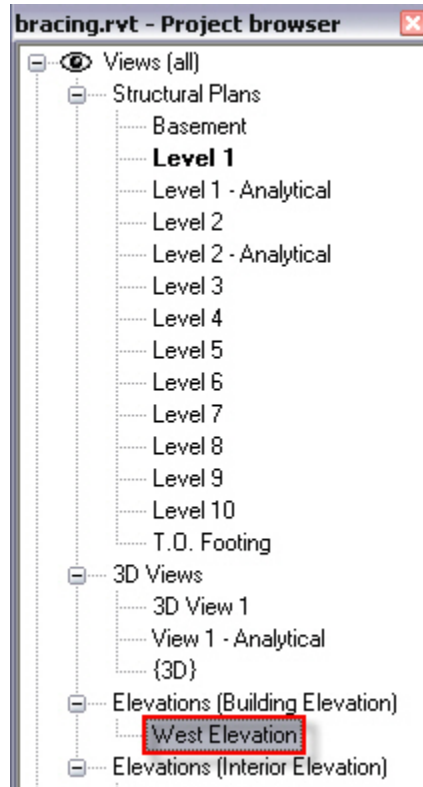 bracing.rvt - Project browser
Views (all)
Structural Plans
Basement
Level 1
Level 1 - Analytical
Level 2
Level 2 - Analytical
Level 3
Level 4
Level 5
Level 6
Level 7
Level 8
Level 9
Level 10
T.O. Footing
3D Views
3D View 1
View 1 - Analytical
{3D}
Elevations (Building Elevation)
West Elevation
Elevations (Interior Elevation)